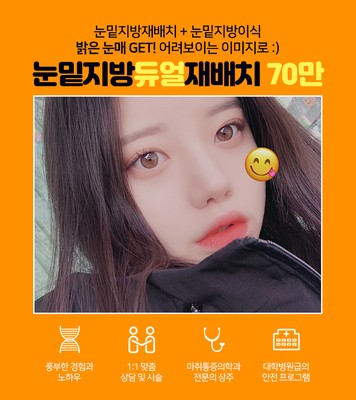 눈밑지방재배치 + 눈밑지방이식
밝은 눈매 GET! 어려보이는 이미지로 :)
눈밑지방듀얼재배치 70만
풍부한 경험과
노하우
1:1 맞춤
상담 및 시술
마취통증의학과
전문의 상주
대학병원급의
안전 프로그램